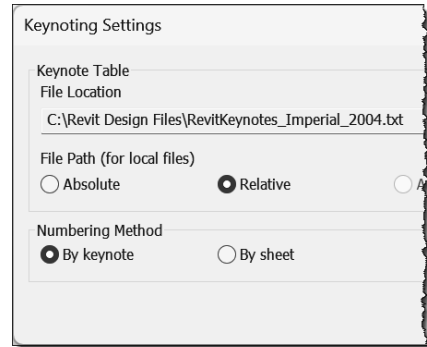 Keynoting Settings
Keynote Table
File Location
C:\Revit Design Files\RevitKeynotes_Imperial_2004.txt
File Path (for local files)
Absolute Relative
Numbering Method
By keynote By sheet